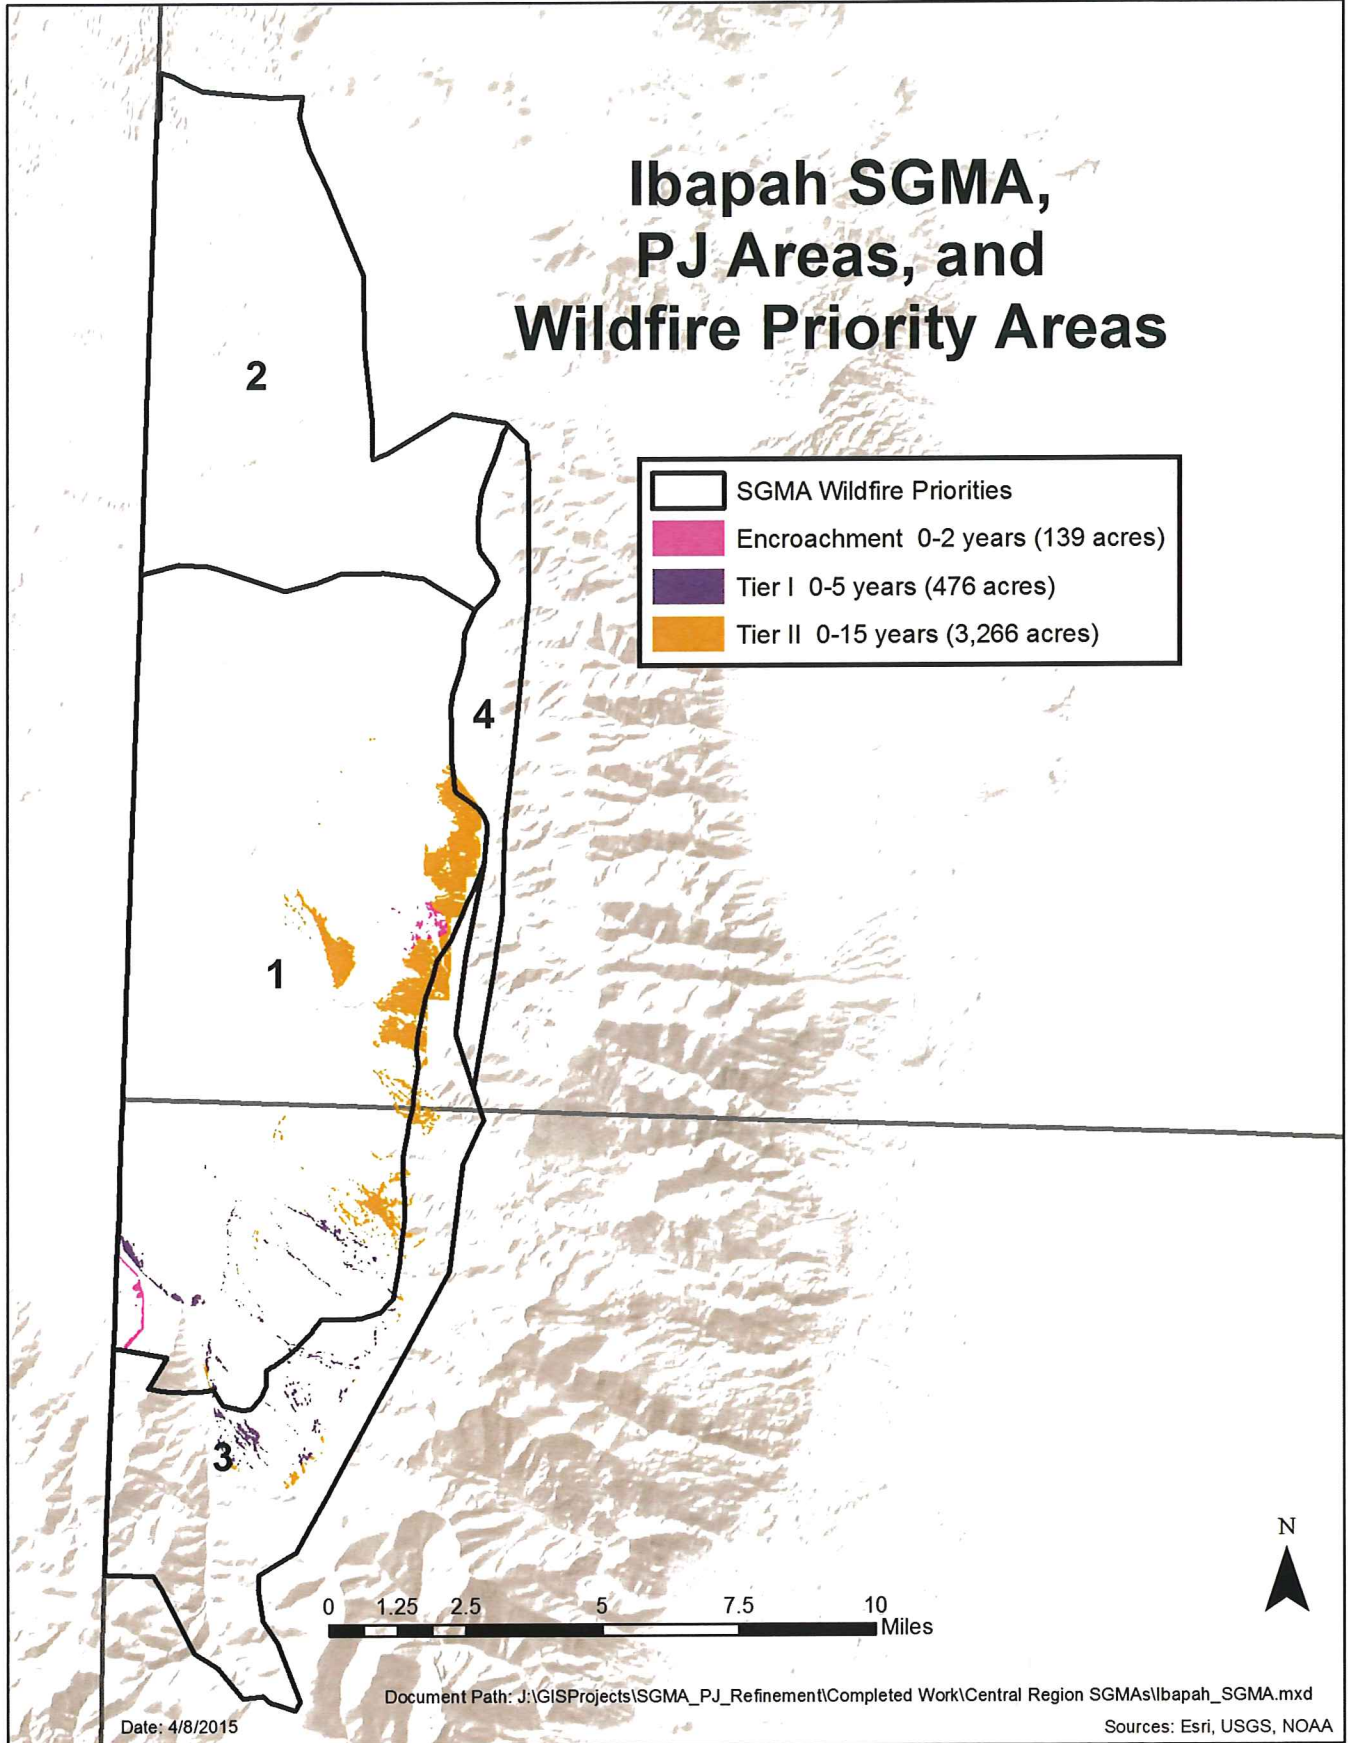 Ibapah SGMA,
PJ Areas, and
Wildfire Priority Areas
2
SGMA Wildfire Priorities
Encroachment 0-2 years (139 acres)
Tier I 0-5 years (476 acres)
Tier II 0-15 years (3,266 acres)
4
1
3
N
0 1.25 2.5 5 7.5 10
Miles
Document Path: J:\GISProjects\SGMA_PJ_Refinement\Completed Work\Central Region SGMAs\Ibapah_SGMA.mxd
Date: 4/8/2015
Sources: Esri, USGS, NOAA